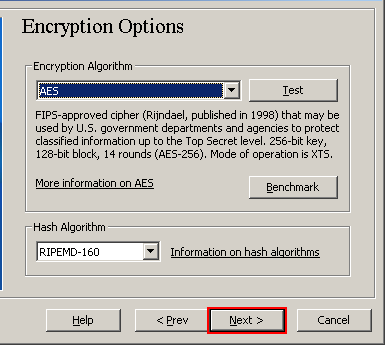 Encryption Options
Encryption Algorithm
AES
Test
FIPS-approved cipher (Rijndael, published in 1998) that may be
used by U.S. government departments and agencies to protect
classified information up to the Top Secret level. 256-bit key,
128-bit block, 14 rounds (AES-256). Mode of operation is XTS.
More information on AES
Benchmark
Hash Algorithm
RIPEMD-160
Information on hash algorithms
Help
< Prev
Next >
Cancel